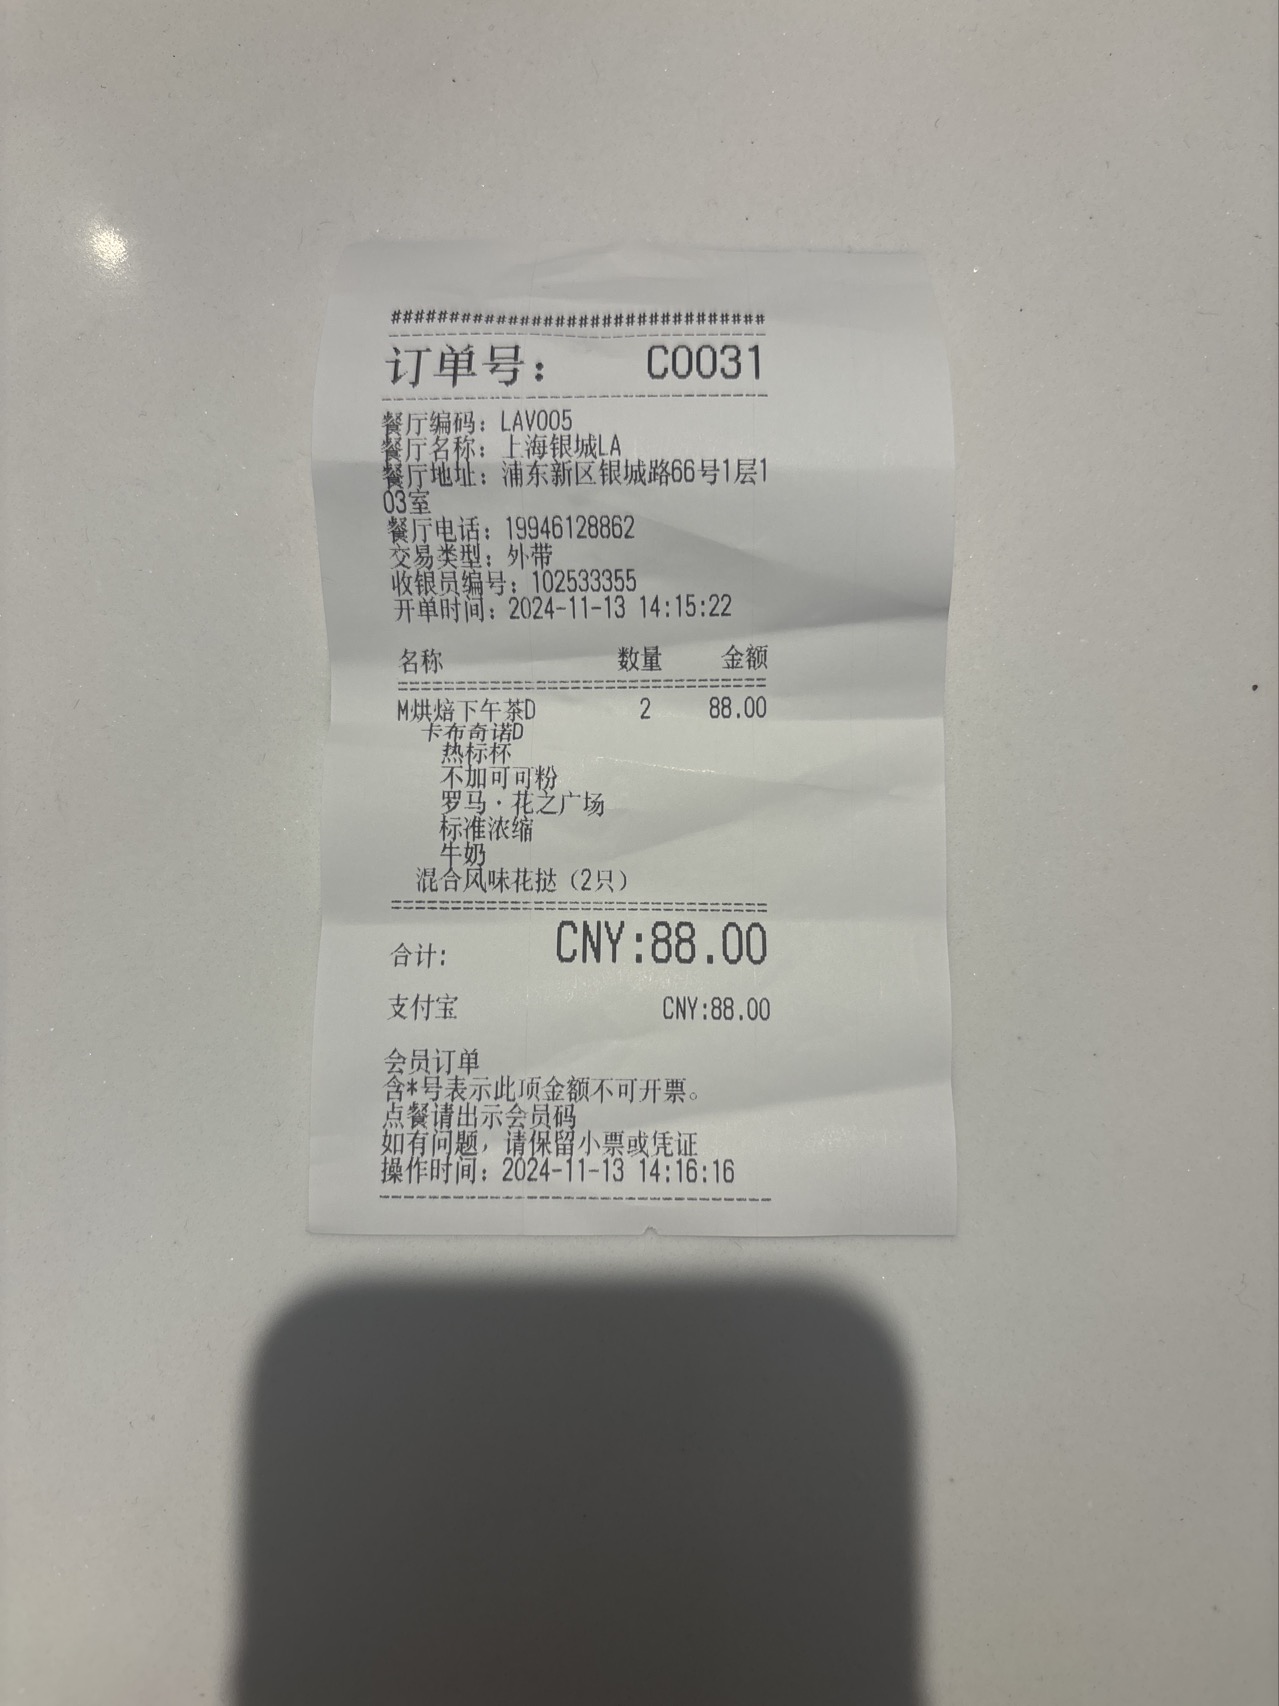 ################################
订单号： C0031
餐厅编码：LAV005
餐厅名称：上海银城LA
餐厅地址：浦东新区银城路66号1层1
03室
餐厅电话：19946128862
交易类型：外带
收银员编号：102533355
开单时间：2024-11-13 14:15:22
名称 数量 金额
M烘焙下午茶D 2 88.00
卡布奇诺D
热标杯
不加可可粉
罗马·花之广场
标准浓缩
牛奶
混合风味花挞（2只）
合计： CNY:88.00
支付宝 CNY:88.00
会员订单
含*号表示此项金额不可开票。
点餐请出示会员码
如有问题，请保留小票或凭证
操作时间：2024-11-13 14:16:16